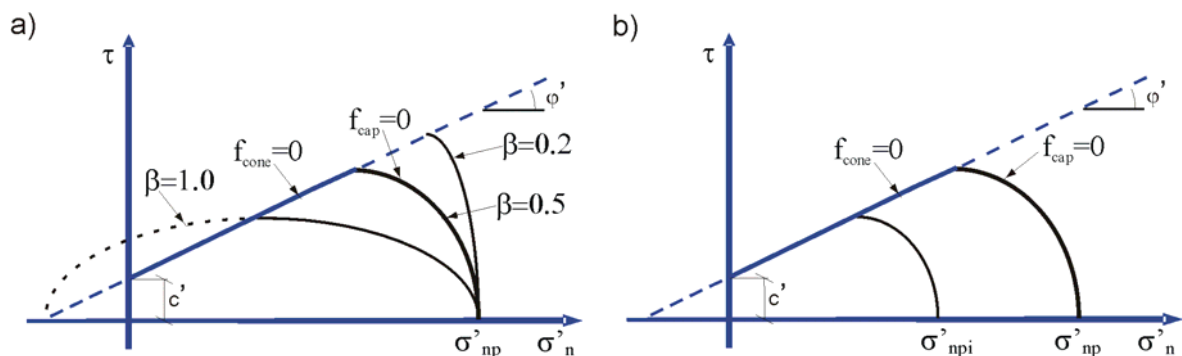 a)
τ
φ'
f_cap=0
f_cone=0
β=0.2
β=1.0
β=0.5
c'
σ'_np
σ'_n
b)
τ
φ'
f_cone=0
f_cap=0
c'
σ'_npi
σ'_np
σ'_n